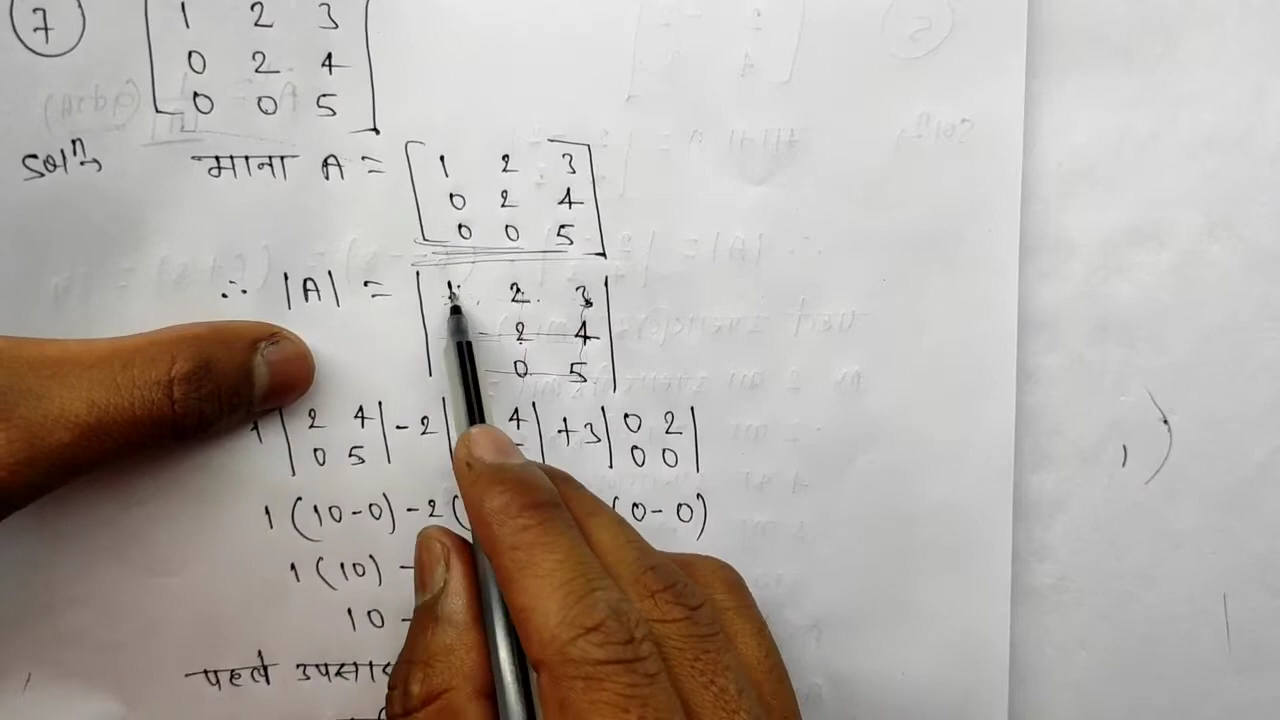 7
1 2 3
0 2 4
0 0 5
Solⁿ माना A = 1 2 3
0 2 4
0 0 5
∴ |A| = 1 2 3
2 4
0 5
1 |2 4| - 2| 4| + 3|0 2|
|0 5| |0 0|
1 (10-0) - 2( (0-0)
1 (10) -
10 -
पहले